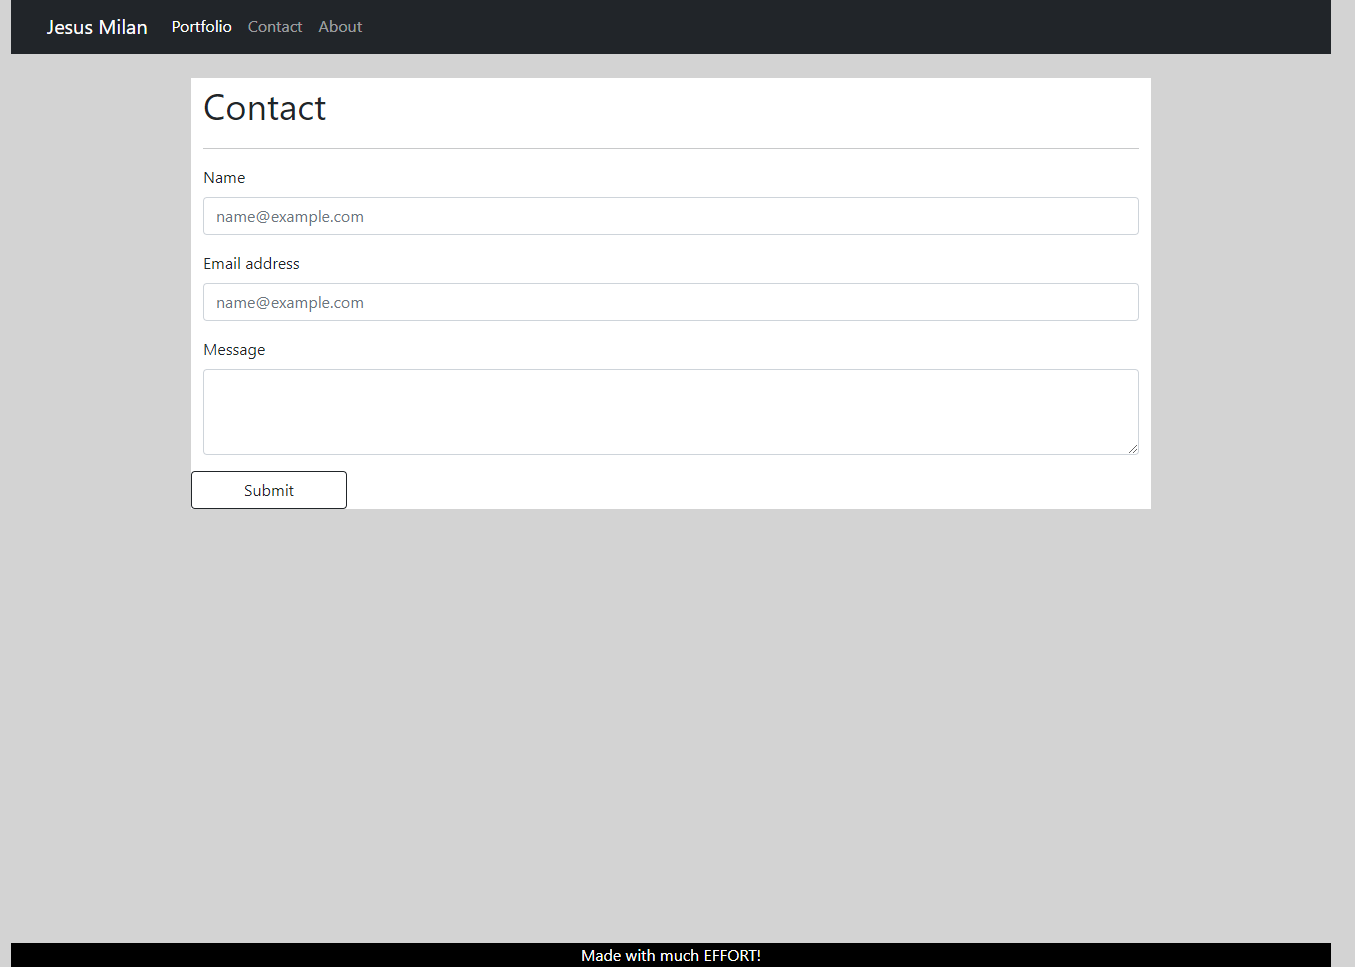 Jesus Milan Portfolio Contact About
Contact
Name
name@example.com
Email address
name@example.com
Message
Submit
Made with much EFFORT!